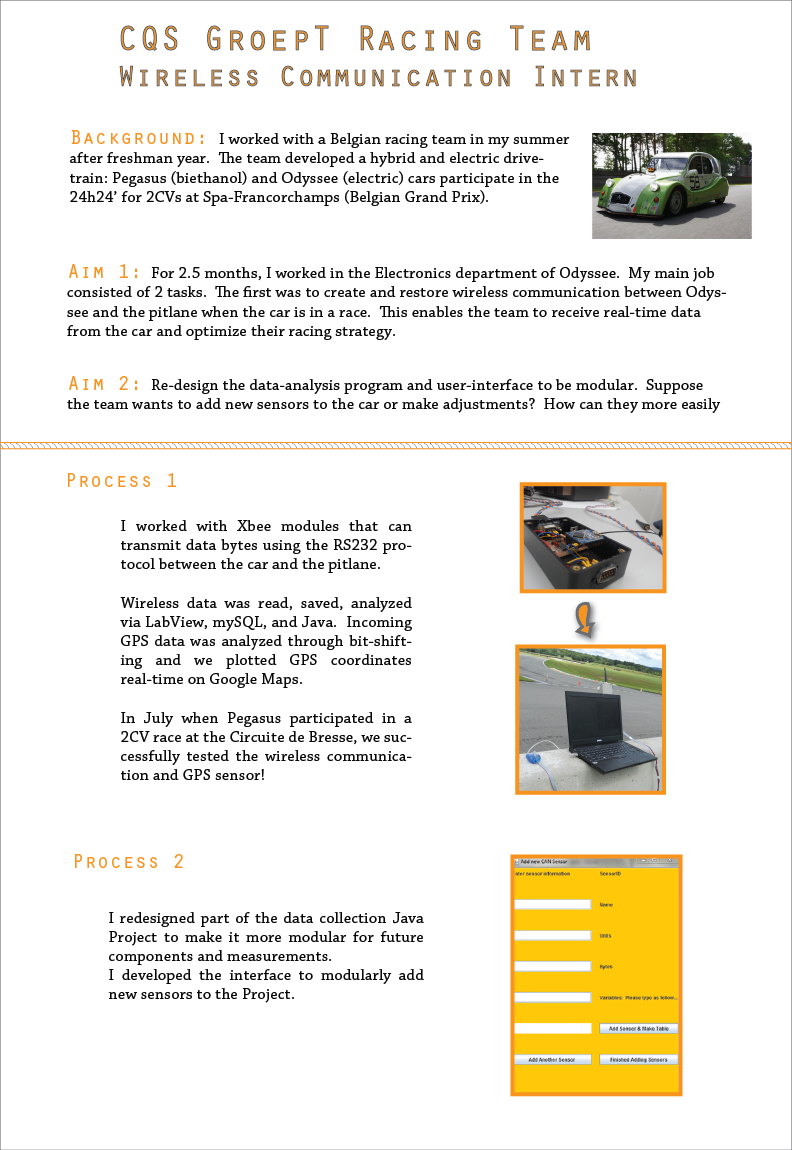 CQS GroepT Racing Team
Wireless Communication Intern
Background: I worked with a Belgian racing team in my summer
after freshman year. The team developed a hybrid and electric drive-
train: Pegasus (biethanol) and Odyssee (electric) cars participate in the
24h24’ for 2CVs at Spa-Francorchamps (Belgian Grand Prix).
Aim 1: For 2.5 months, I worked in the Electronics department of Odyssee. My main job
consisted of 2 tasks. The first was to create and restore wireless communication between Odys-
see and the pitlane when the car is in a race. This enables the team to receive real-time data
from the car and optimize their racing strategy.
Aim 2: Re-design the data-analysis program and user-interface to be modular. Suppose
the team wants to add new sensors to the car or make adjustments? How can they more easily
Process 1
I worked with Xbee modules that can
transmit data bytes using the RS232 pro-
tocol between the car and the pitlane.
Wireless data was read, saved, analyzed
via LabView, mySQL, and Java. Incoming
GPS data was analyzed through bit-shift-
ing and we plotted GPS coordinates
real-time on Google Maps.
In July when Pegasus participated in a
2CV race at the Circuite de Bresse, we suc-
cessfully tested the wireless communica-
tion and GPS sensor!
Process 2
I redesigned part of the data collection Java
Project to make it more modular for future
components and measurements.
I developed the interface to modularly add
new sensors to the Project.
Add new CAN Sensor
nter sensor information SensorID
Name
Units
Bytes
Variables: Please type as follow...
Add Sensor & Make Table
Add Another Sensor Finished Adding Sensors